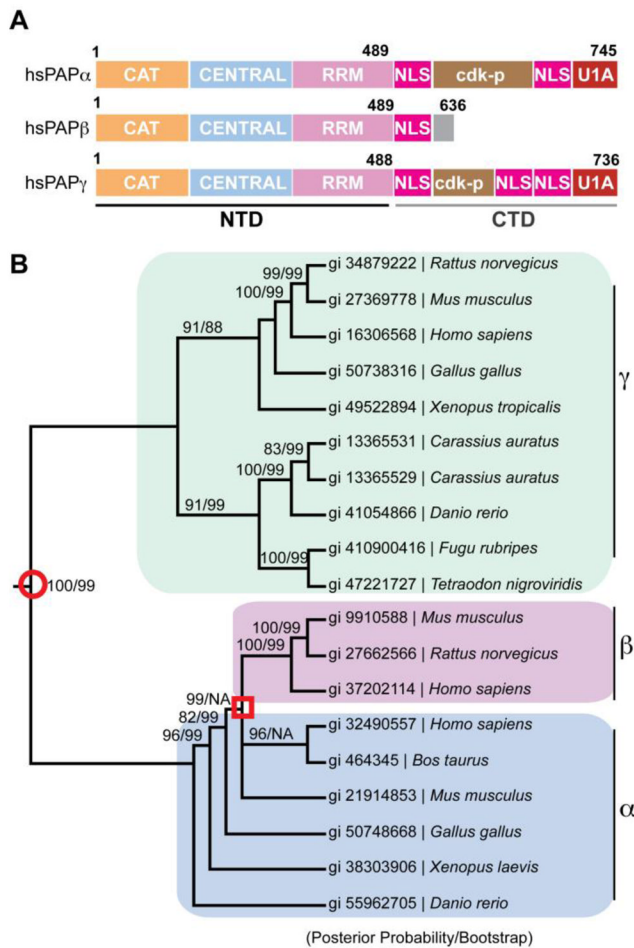 A
1 489 745
hsPAPα CAT CENTRAL RRM NLS cdk-p NLS U1A
1 489 636
hsPAPβ CAT CENTRAL RRM NLS
1 488 736
hsPAPγ CAT CENTRAL RRM NLS cdk-p NLS NLS U1A
NTD CTD
B
gi 34879222 | Rattus norvegicus
99/99
100/99
gi 27369778 | Mus musculus
91/88
gi 16306568 | Homo sapiens
gi 50738316 | Gallus gallus
γ
gi 49522894 | Xenopus tropicalis
gi 13365531 | Carassius auratus
83/99
100/99
gi 13365529 | Carassius auratus
91/99
gi 41054866 | Danio rerio
gi 410900416 | Fugu rubripes
100/99
100/99
gi 47221727 | Tetraodon nigroviridis
gi 9910588 | Mus musculus
100/99
100/99
β
gi 27662566 | Rattus norvegicus
gi 37202114 | Homo sapiens
99/NA
82/99
gi 32490557 | Homo sapiens
96/99
96/NA
gi 464345 | Bos taurus
gi 21914853 | Mus musculus
α
gi 50748668 | Gallus gallus
gi 38303906 | Xenopus laevis
gi 55962705 | Danio rerio
(Posterior Probability/Bootstrap)